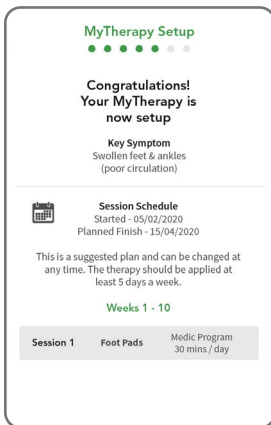 MyTherapy Setup
Congratulations!
Your MyTherapy is
now setup
Key Symptom
Swollen feet & ankles
(poor circulation)
Session Schedule
Started - 05/02/2020
Planned Finish - 15/04/2020
This is a suggested plan and can be changed at
any time. The therapy should be applied at
least 5 days a week.
Weeks 1 - 10
Session 1 Foot Pads Medic Program
30 mins / day